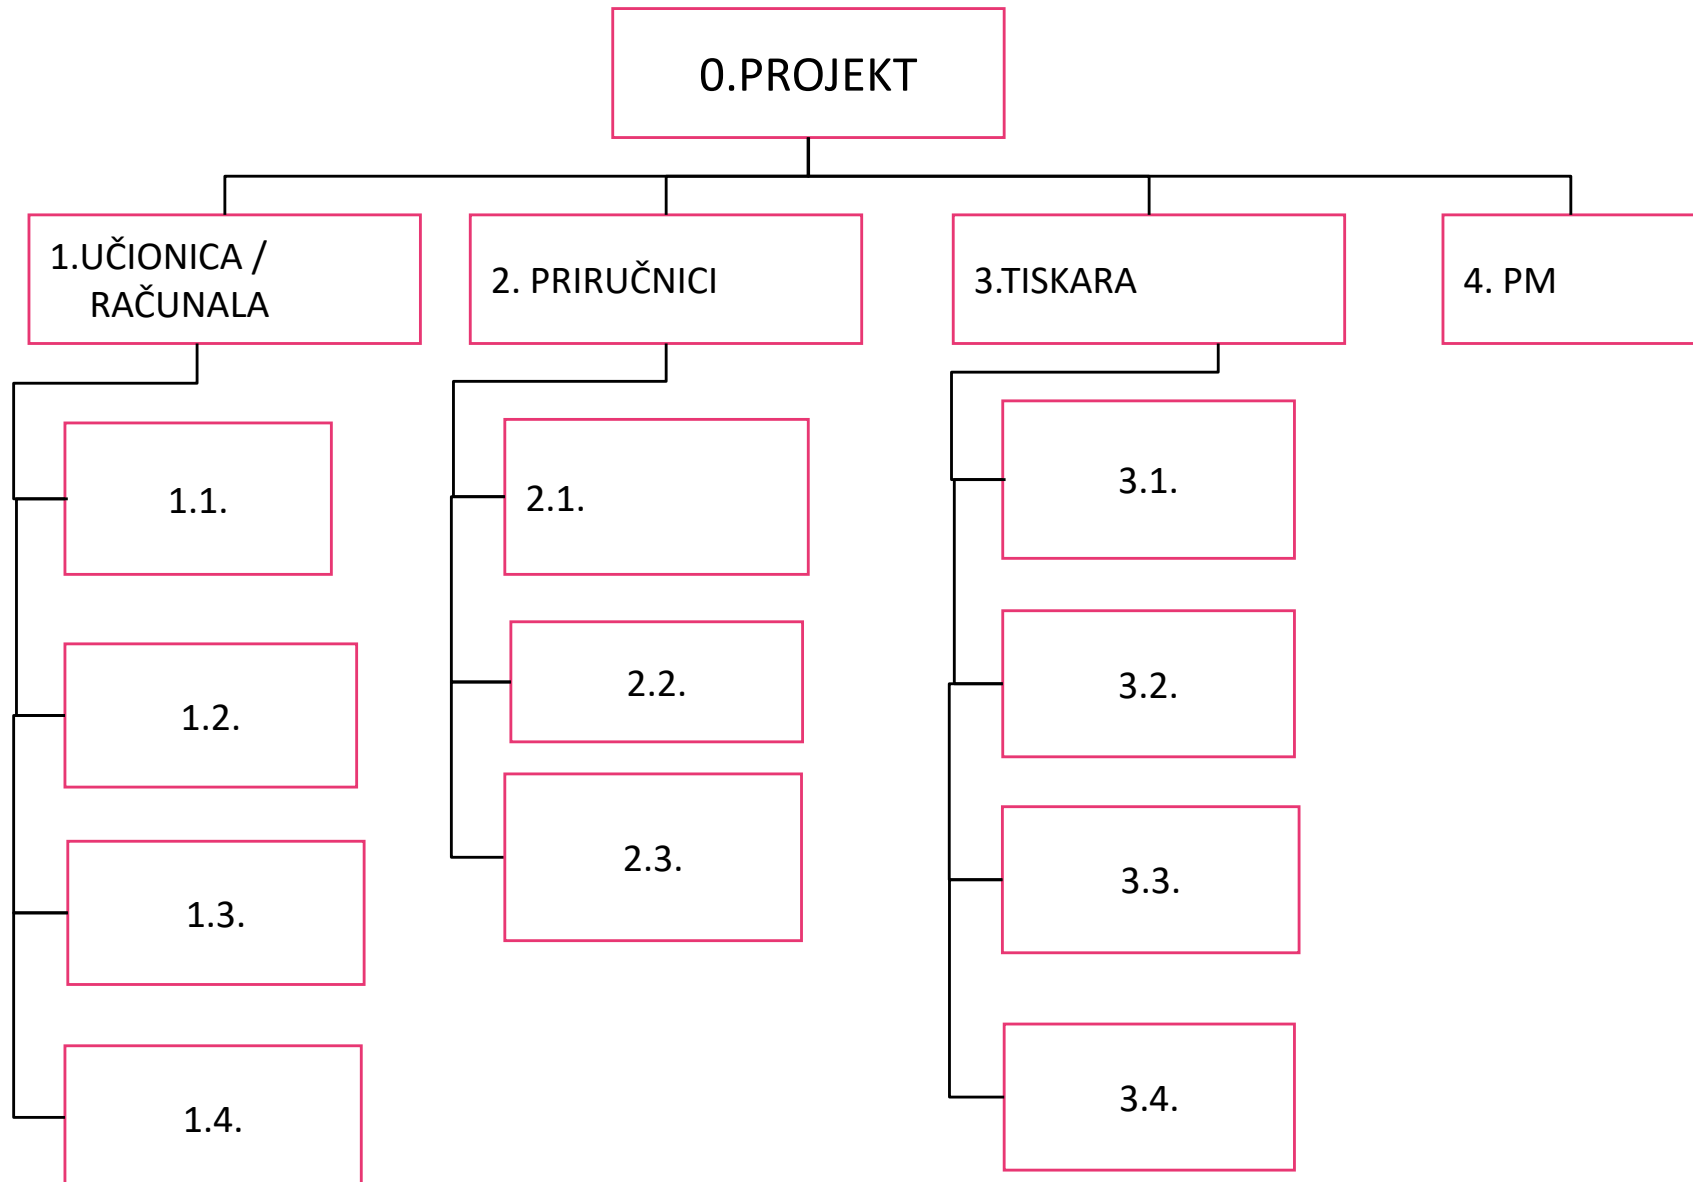 0.PROJEKT
1.UČIONICA /
RAČUNALA
2. PRIRUČNICI
3.TISKARA
4. PM
1.1.
1.2.
1.3.
1.4.
2.1.
2.2.
2.3.
3.1.
3.2.
3.3.
3.4.